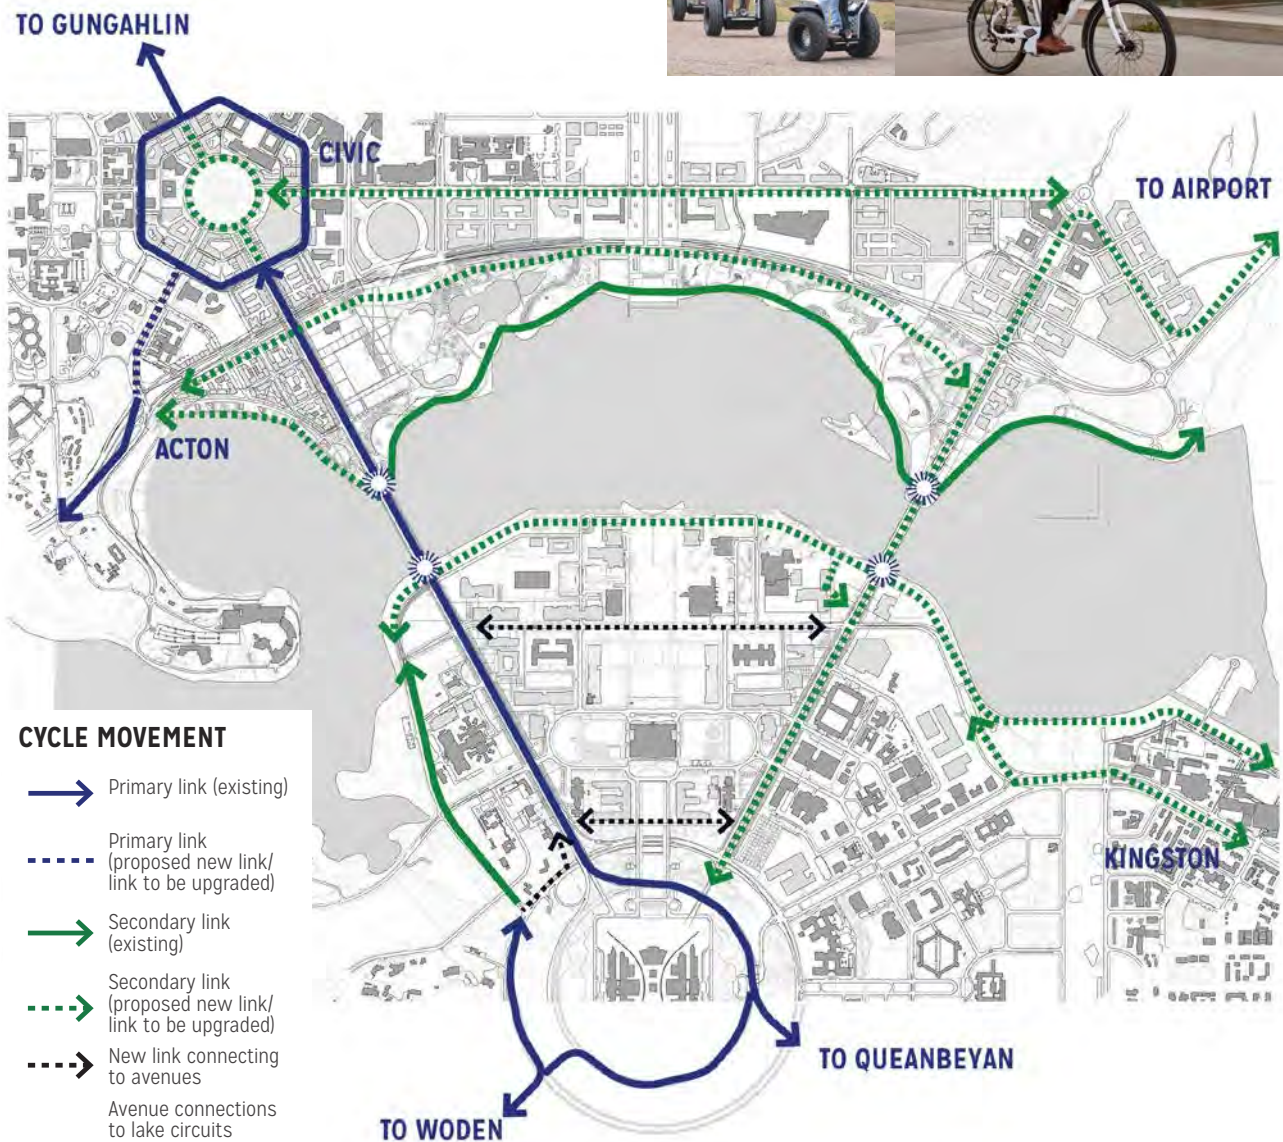 TO GUNGAHLIN
CIVIC
TO AIRPORT
ACTON
KINGSTON
TO QUEANBEYAN
TO WODEN
CYCLE MOVEMENT
Primary link (existing)
Primary link
(proposed new link/
link to be upgraded)
Secondary link
(existing)
Secondary link
(proposed new link/
link to be upgraded)
New link connecting
to avenues
Avenue connections
to lake circuits